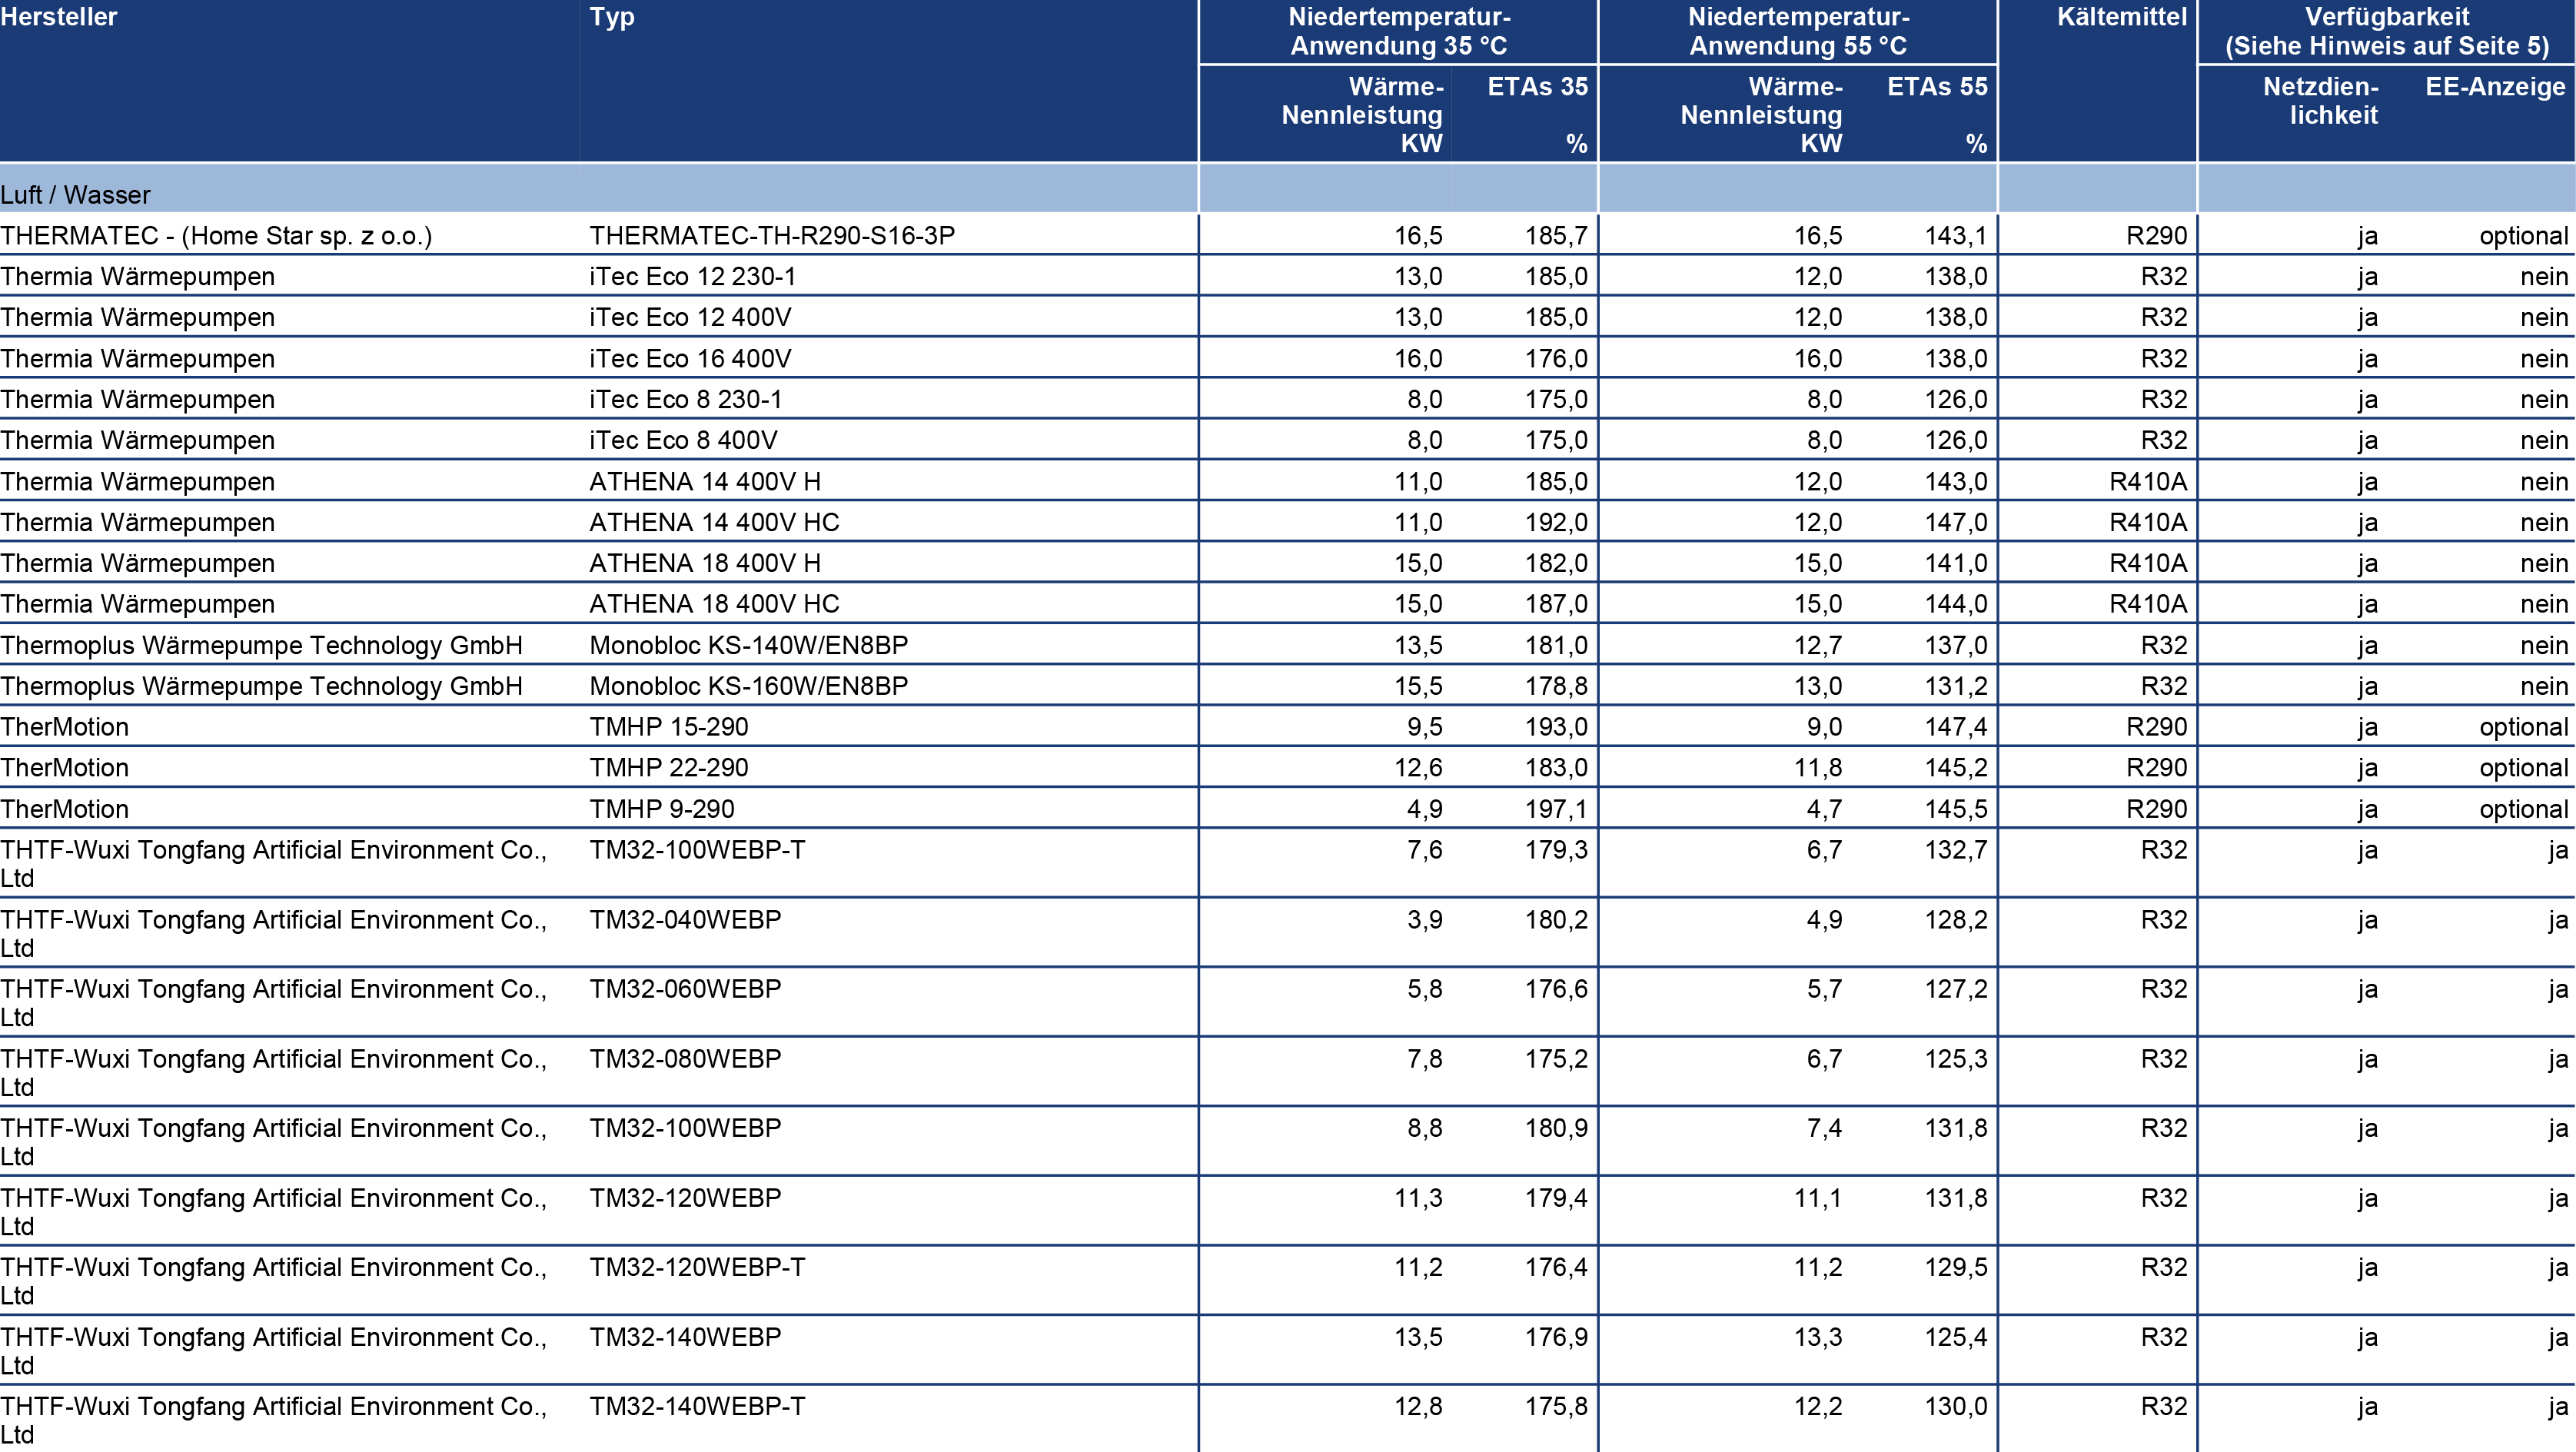 Hersteller Typ Niedertemperatur- Niedertemperatur- Kältemittel Verfügbarkeit
Anwendung 35 °C Anwendung 55 °C (Siehe Hinweis auf Seite 5)
Wärme- ETAs 35 Wärme- ETAs 55 Netzdien- EE-Anzeige
Nennleistung Nennleistung lichkeit
KW % KW %
Luft / Wasser
THERMATEC - (Home Star sp. z o.o.) THERMATEC-TH-R290-S16-3P 16,5 185,7 16,5 143,1 R290 ja optional
Thermia Wärmepumpen iTec Eco 12 230-1 13,0 185,0 12,0 138,0 R32 ja nein
Thermia Wärmepumpen iTec Eco 12 400V 13,0 185,0 12,0 138,0 R32 ja nein
Thermia Wärmepumpen iTec Eco 16 400V 16,0 176,0 16,0 138,0 R32 ja nein
Thermia Wärmepumpen iTec Eco 8 230-1 8,0 175,0 8,0 126,0 R32 ja nein
Thermia Wärmepumpen iTec Eco 8 400V 8,0 175,0 8,0 126,0 R32 ja nein
Thermia Wärmepumpen ATHENA 14 400V H 11,0 185,0 12,0 143,0 R410A ja nein
Thermia Wärmepumpen ATHENA 14 400V HC 11,0 192,0 12,0 147,0 R410A ja nein
Thermia Wärmepumpen ATHENA 18 400V H 15,0 182,0 15,0 141,0 R410A ja nein
Thermia Wärmepumpen ATHENA 18 400V HC 15,0 187,0 15,0 144,0 R410A ja nein
Thermoplus Wärmepumpe Technology GmbH Monobloc KS-140W/EN8BP 13,5 181,0 12,7 137,0 R32 ja nein
Thermoplus Wärmepumpe Technology GmbH Monobloc KS-160W/EN8BP 15,5 178,8 13,0 131,2 R32 ja nein
TherMotion TMHP 15-290 9,5 193,0 9,0 147,4 R290 ja optional
TherMotion TMHP 22-290 12,6 183,0 11,8 145,2 R290 ja optional
TherMotion TMHP 9-290 4,9 197,1 4,7 145,5 R290 ja optional
THTF-Wuxi Tongfang Artificial Environment Co., TM32-100WEBP-T 7,6 179,3 6,7 132,7 R32 ja ja
Ltd
THTF-Wuxi Tongfang Artificial Environment Co., TM32-040WEBP 3,9 180,2 4,9 128,2 R32 ja ja
Ltd
THTF-Wuxi Tongfang Artificial Environment Co., TM32-060WEBP 5,8 176,6 5,7 127,2 R32 ja ja
Ltd
THTF-Wuxi Tongfang Artificial Environment Co., TM32-080WEBP 7,8 175,2 6,7 125,3 R32 ja ja
Ltd
THTF-Wuxi Tongfang Artificial Environment Co., TM32-100WEBP 8,8 180,9 7,4 131,8 R32 ja ja
Ltd
THTF-Wuxi Tongfang Artificial Environment Co., TM32-120WEBP 11,3 179,4 11,1 131,8 R32 ja ja
Ltd
THTF-Wuxi Tongfang Artificial Environment Co., TM32-120WEBP-T 11,2 176,4 11,2 129,5 R32 ja ja
Ltd
THTF-Wuxi Tongfang Artificial Environment Co., TM32-140WEBP 13,5 176,9 13,3 125,4 R32 ja ja
Ltd
THTF-Wuxi Tongfang Artificial Environment Co., TM32-140WEBP-T 12,8 175,8 12,2 130,0 R32 ja ja
Ltd